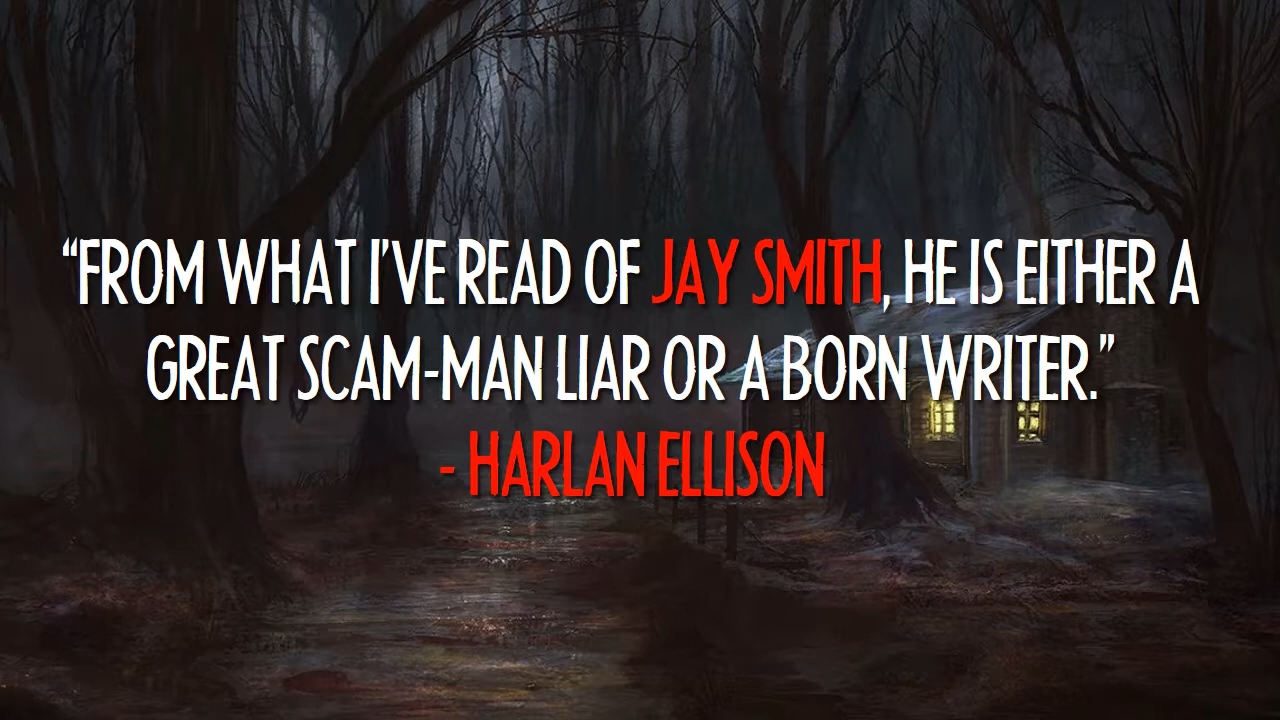 “FROM WHAT I’VE READ OF JAY SMITH, HE IS EITHER A
GREAT SCAM-MAN LIAR OR A BORN WRITER.”
- HARLAN ELLISON